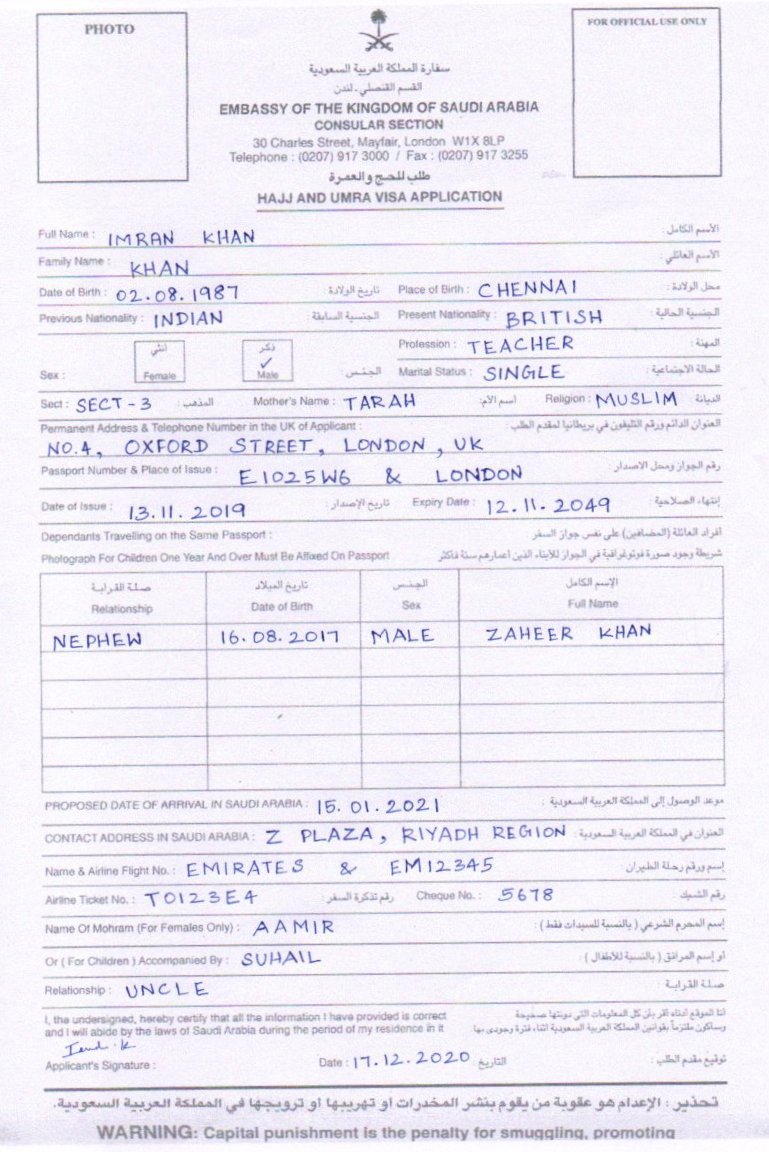 PHOTO
FOR OFFICIAL USE ONLY
سفارة المملكة العربية السعودية
القسم القنصلي - لندن
EMBASSY OF THE KINGDOM OF SAUDI ARABIA
CONSULAR SECTION
30 Charles Street, Mayfair, London W1X 8LP
Telephone : (0207) 917 3000 / Fax : (0207) 917 3255
طلب للحج والعمرة
HAJJ AND UMRA VISA APPLICATION
Full Name : IMRAN KHAN الأسم الكامل :
Family Name : KHAN الأسم العائلي :
Date of Birth : 02.08.1987 تاريخ الولادة : Place of Birth : CHENNAI محل الولادة :
Previous Nationality : INDIAN الجنسية السابقة : Present Nationality : BRITISH الجنسية الحالية :
Profession : TEACHER المهنة :
Sex : أنثي Female ذكر ✓ Male الجنس : Marital Status : SINGLE الحالة الاجتماعية :
Sect : SECT-3 المذهب : Mother's Name : TARAH اسم الام : Religion : MUSLIM الديانة :
Permanent Address & Telephone Number in the UK of Applicant : العنوان الدائم ورقم التليفون في بريطانيا لمقدم الطلب :
NO.4, OXFORD STREET, LONDON, UK
Passport Number & Place of Issue : E1025W6 & LONDON رقم الجواز ومحل الاصدار :
Date of Issue : 13.11.2019 تاريخ الإصدار : Expiry Date : 12.11.2049 إنتهاء الصلاحية :
Dependants Travelling on the Same Passport : أفراد العائلة (المضافين) على نفس جواز السفر
Photograph For Children One Year And Over Must Be Affixed On Passport شريطة وجود صورة فوتوغرافية في الجواز للأبناء الذين أعمارهم سنة فأكثر
صلة القرابة تاريخ الميلاد الجنس الإسم الكامل
Relationship Date of Birth Sex Full Name
NEPHEW 16.08.2017 MALE ZAHEER KHAN
PROPOSED DATE OF ARRIVAL IN SAUDI ARABIA : 15.01.2021 موعد الوصول إلى المملكة العربية السعودية :
CONTACT ADDRESS IN SAUDI ARABIA : Z PLAZA, RIYADH REGION العنوان في المملكة العربية السعودية :
Name & Airline Flight No. : EMIRATES & EM12345 إسم ورقم رحلة الطيران :
Airline Ticket No. : T0123E4 رقم تذكرة السفر : Cheque No. : 5678 رقم الشيك :
Name Of Mohram (For Females Only) : AAMIR إسم المحرم الشرعي ( بالنسبة للسيدات فقط ) :
Or ( For Children ) Accompanied By : SUHAIL أو إسم المرافق ( بالنسبة للأطفال ) :
Relationship : UNCLE صلة القرابة :
I, the undersigned, hereby certify that all the information I have provided is correct أنا الموقع أدناه أقر بأن كل المعلومات التي دونتها صحيحة
and I will abide by the laws of Saudi Arabia during the period of my residence in it وسأكون ملتزماً بقوانين المملكة العربية السعودية اثناء فترة وجودى بها
Applicant's Signature : Date : 17.12.2020 التاريخ : توقيع مقدم الطلب :
تحذير : الإعدام هو عقوبة من يقوم بنشر المخدرات او تهريبها او ترويجها في المملكة العربية السعودية.
WARNING: Capital punishment is the penalty for smuggling, promoting